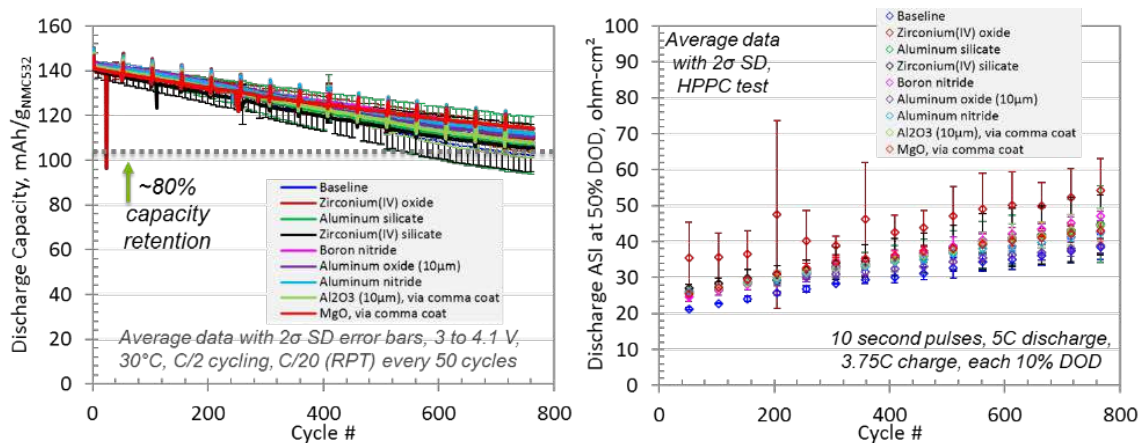 160
140
120
100
80
60
40
20
0
Discharge Capacity, mAh/gNMC532
~80%
capacity
retention
Baseline
Zirconium(IV) oxide
Aluminum silicate
Zirconium(IV) silicate
Boron nitride
Aluminum oxide (10µm)
Aluminum nitride
Al2O3 (10µm), via comma coat
MgO, via comma coat
Average data with 2σ SD error bars, 3 to 4.1 V,
30°C, C/2 cycling, C/20 (RPT) every 50 cycles
0 200 400 600 800
Cycle #
100
90
80
70
60
50
40
30
20
10
0
Discharge ASI at 50% DOD, ohm-cm²
Average data
with 2σ SD,
HPPC test
Baseline
Zirconium(IV) oxide
Aluminum silicate
Zirconium(IV) silicate
Boron nitride
Aluminum oxide (10µm)
Aluminum nitride
Al2O3 (10µm), via comma coat
MgO, via comma coat
10 second pulses, 5C discharge,
3.75C charge, each 10% DOD
0 200 400 600 800
Cycle #